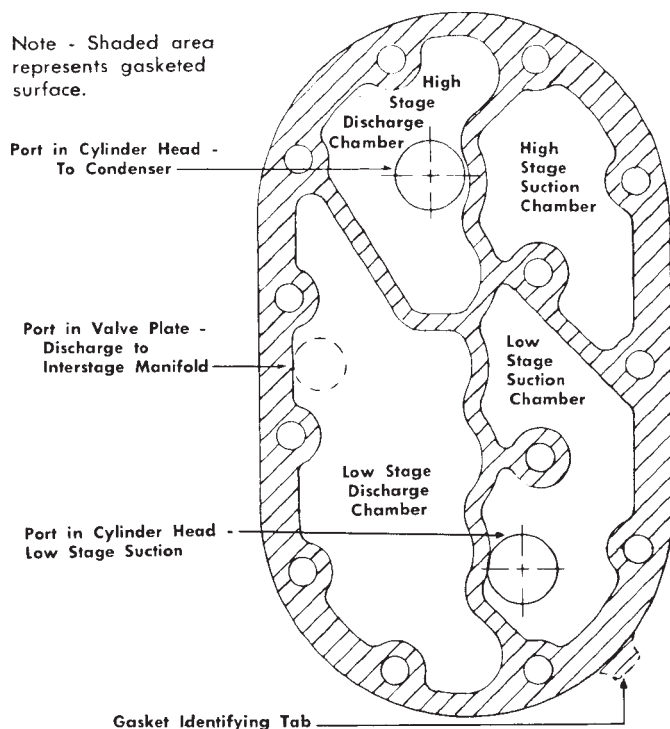 Note - Shaded area
represents gasketed
surface.
High
Stage
Discharge
Chamber
Port in Cylinder Head -
To Condenser
High
Stage
Suction
Chamber
Port in Valve Plate -
Discharge to
Interstage Manifold
Low
Stage
Suction
Chamber
Low Stage
Discharge
Chamber
Port in Cylinder Head -
Low Stage Suction
Gasket Identifying Tab